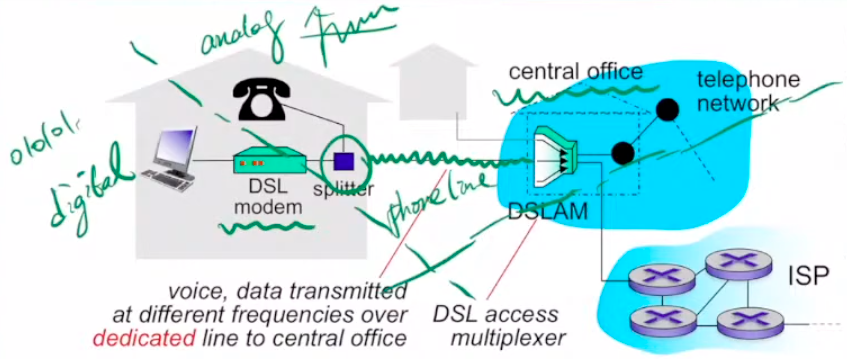 analog
central office
telephone
network
010101.
digital
DSL
modem
splitter
phone line
DSLAM
voice, data transmitted
at different frequencies over
dedicated line to central office
DSL access
multiplexer
ISP